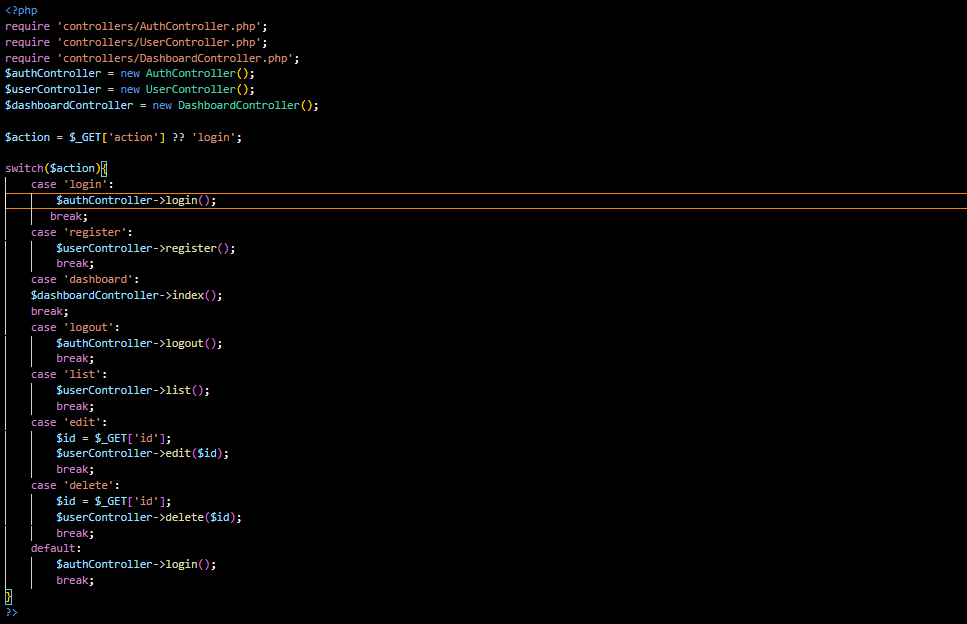 <?php
require 'controllers/AuthController.php';
require 'controllers/UserController.php';
require 'controllers/DashboardController.php';
$authController = new AuthController();
$userController = new UserController();
$dashboardController = new DashboardController();

$action = $_GET['action'] ?? 'login';

switch($action){
    case 'login':
        $authController->login();
       break;
    case 'register':
        $userController->register();
        break;
    case 'dashboard':
    $dashboardController->index();
    break;
    case 'logout':
        $authController->logout();
        break;
    case 'list':
        $userController->list();
        break;
    case 'edit':
        $id = $_GET['id'];
        $userController->edit($id);
        break;
    case 'delete':
        $id = $_GET['id'];
        $userController->delete($id);
        break;
    default:
        $authController->login();
        break;
}
?>